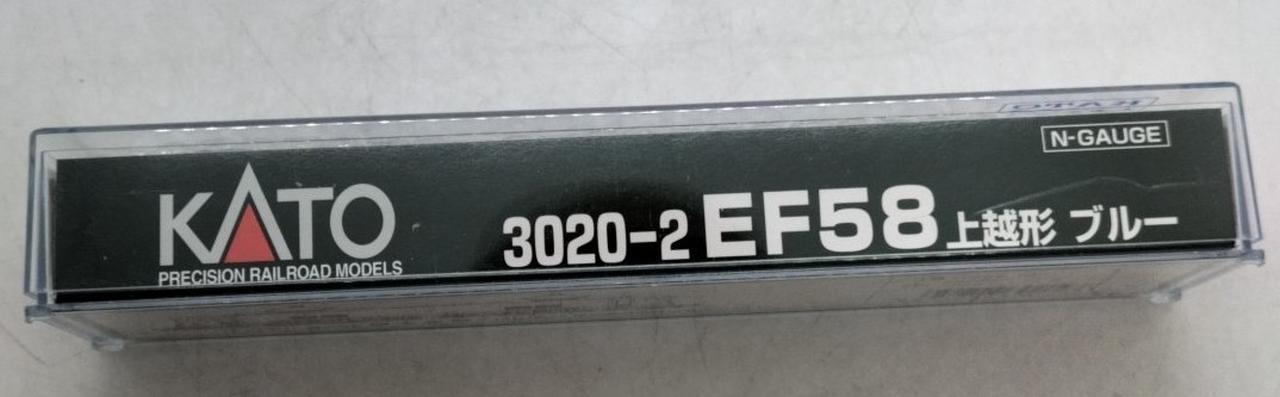 N-GAUGE
KATO
PRECISION RAILROAD MODELS
3020-2 EF58 上越形 ブルー